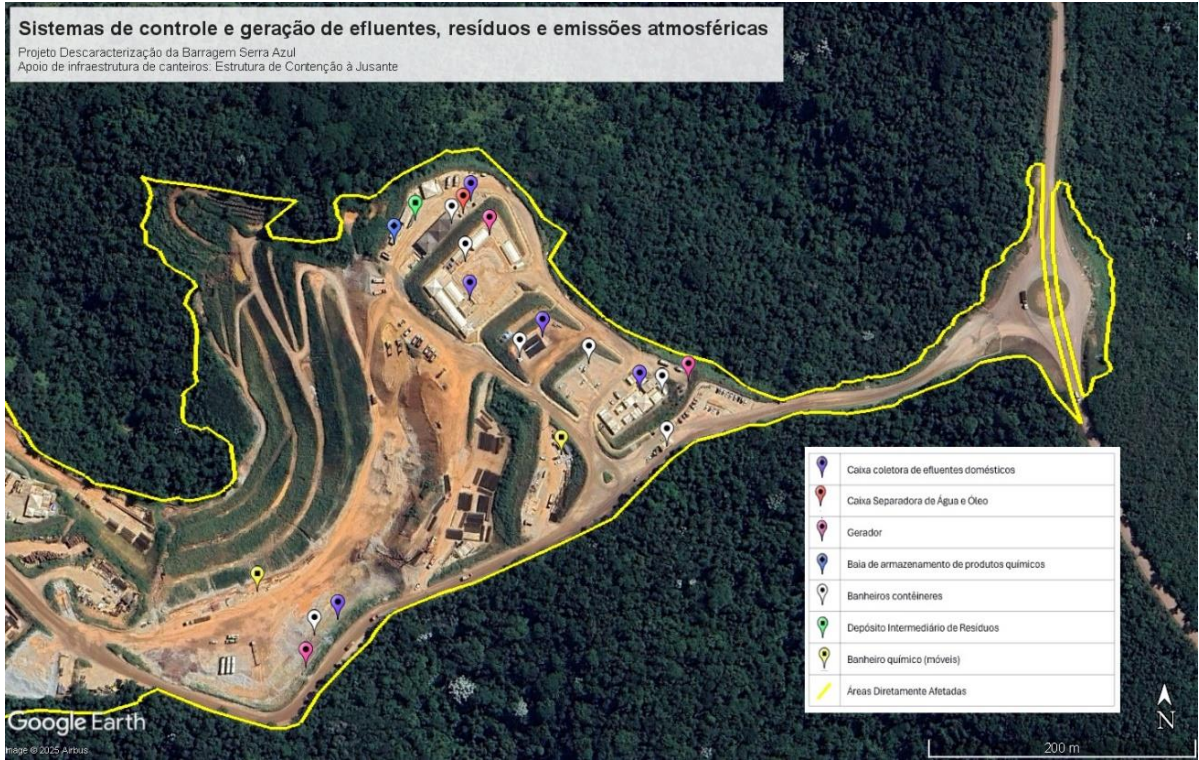 Sistemas de controle e geração de efluentes, resíduos e emissões atmosféricas
Projeto Descaracterização da Barragem Serra Azul
Apoio de infraestrutura de canteiros: Estrutura de Contenção à Jusante
Caixa coletora de efluentes domésticos
Caixa Separadora de Água e Óleo
Gerador
Baia de armazenamento de produtos químicos
Banheiros contêineres
Depósito Intermediário de Resíduos
Banheiro químico (móveis)
Áreas Diretamente Afetadas
Google Earth
Image © 2025 Airbus
N
200 m